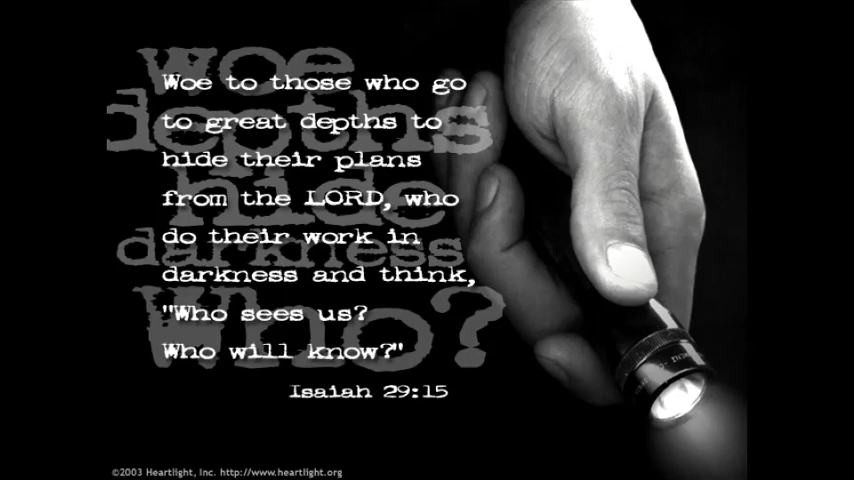 woe
depths
hide
darkness
Who?
Woe to those who go
to great depths to
hide their plans
from the LORD, who
do their work in
darkness and think,
"Who sees us?
Who will know?"
Isaiah 29:15
©2003 Heartlight, Inc. http://www.heartlight.org